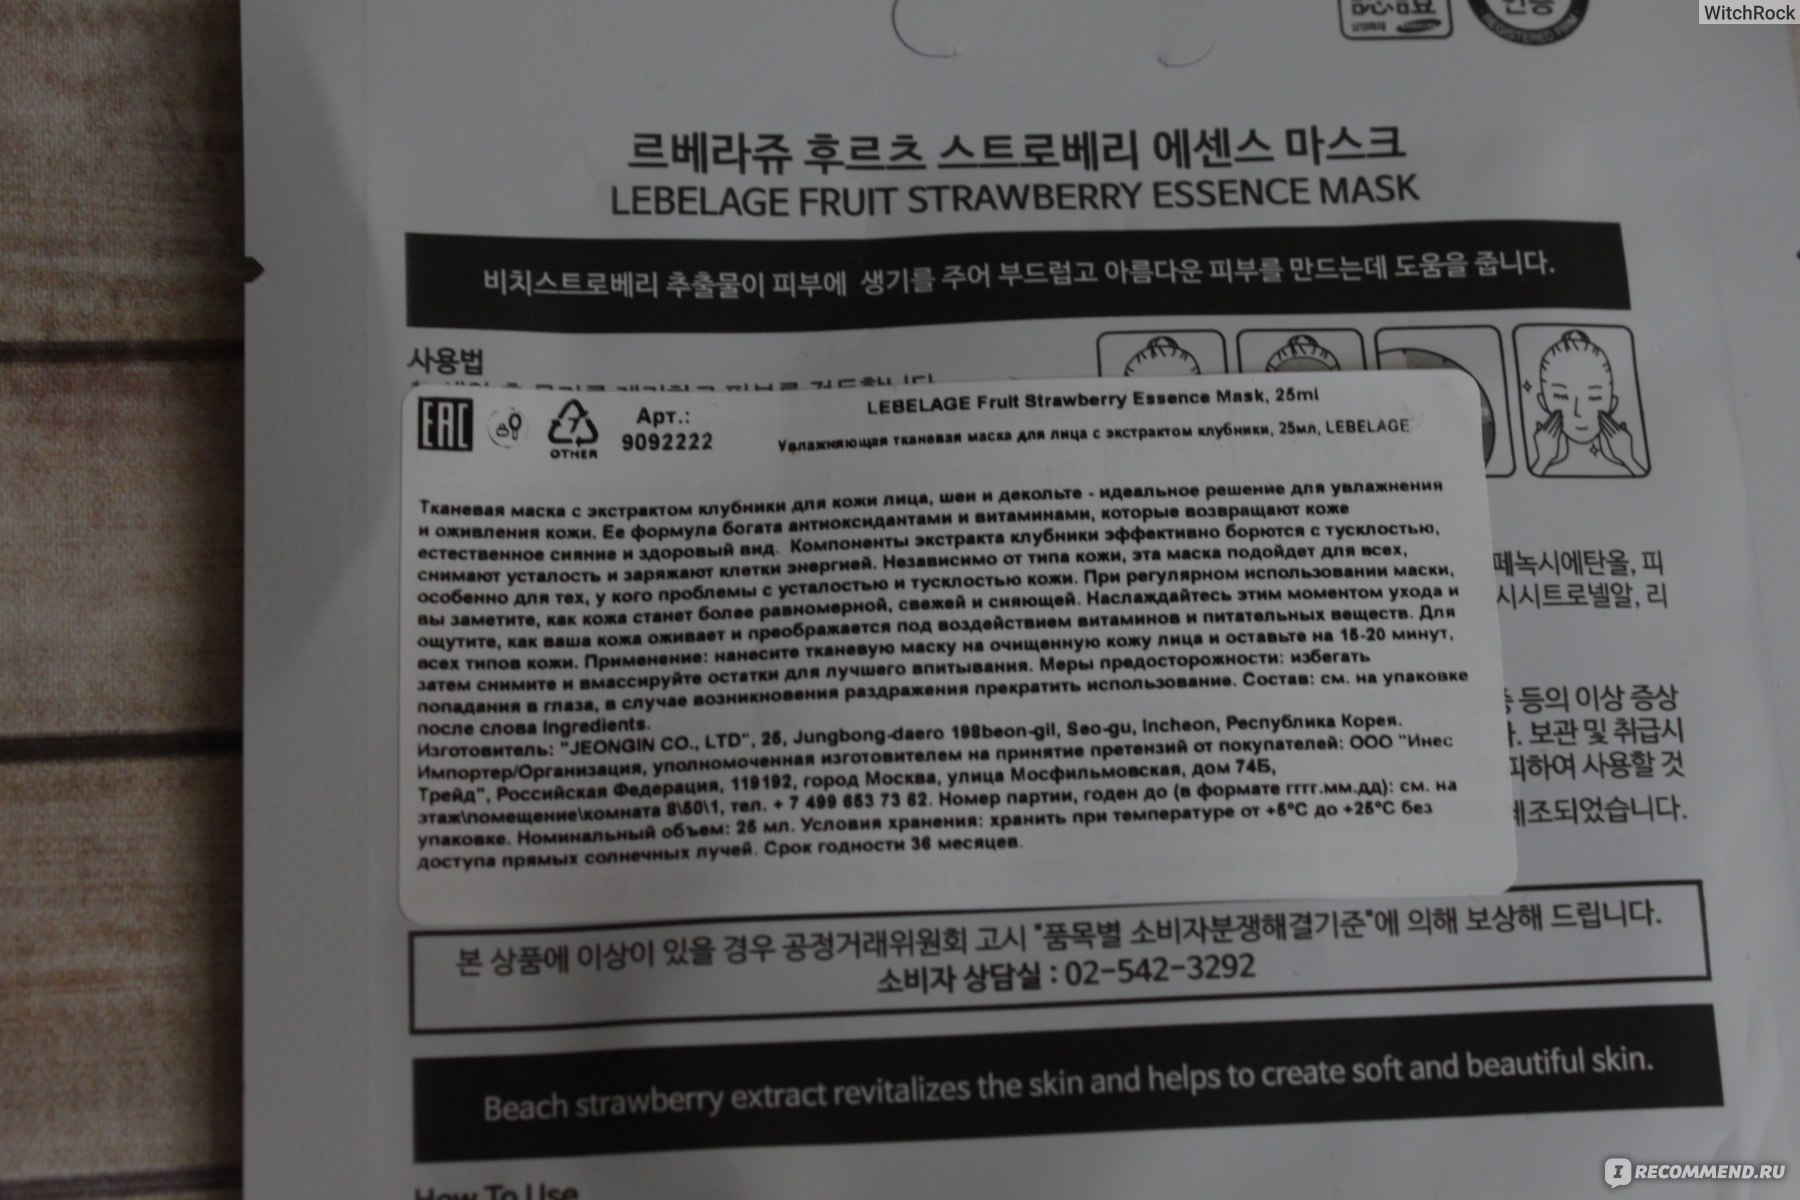 WitchRock
인증
REGISTERED FIRM
르베라쥬 후르츠 스트로베리 에센스 마스크
LEBELAGE FRUIT STRAWBERRY ESSENCE MASK
비치스트로베리 추출물이 피부에 생기를 주어 부드럽고 아름다운 피부를 만드는데 도움을 줍니다.
사용법
EAC
7
OTHER
Арт.:
9092222
LEBELAGE Fruit Strawberry Essence Mask, 25ml
Увлажняющая тканевая маска для лица с экстрактом клубники, 25мл, LEBELAGE
Тканевая маска с экстрактом клубники для кожи лица, шеи и декольте - идеальное решение для увлажнения
и оживления кожи. Ее формула богата антиоксидантами и витаминами, которые возвращают коже
естественное сияние и здоровый вид. Компоненты экстракта клубники эффективно борются с тусклостью,
снимают усталость и заряжают клетки энергией. Независимо от типа кожи, эта маска подойдет для всех,
особенно для тех, у кого проблемы с усталостью и тусклостью кожи. При регулярном использовании маски,
вы заметите, как кожа станет более равномерной, свежей и сияющей. Наслаждайтесь этим моментом ухода и
ощутите, как ваша кожа оживает и преображается под воздействием витаминов и питательных веществ. Для
всех типов кожи. Применение: нанесите тканевую маску на очищенную кожу лица и оставьте на 15-20 минут,
затем снимите и вмассируйте остатки для лучшего впитывания. Меры предосторожности: избегать
попадания в глаза, в случае возникновения раздражения прекратить использование. Состав: см. на упаковке
после слова Ingredients.
Изготовитель: "JEONGIN CO., LTD", 25, Jungbong-daero 198beon-gil, Seo-gu, Incheon, Республика Корея.
Импортер/Организация, уполномоченная изготовителем на принятие претензий от покупателей: ООО "Инес
Трейд", Российская Федерация, 119192, город Москва, улица Мосфильмовская, дом 74Б,
этаж\помещение\комната 8\50\1, тел. + 7 499 653 73 62. Номер партии, годен до (в формате гггг.мм.дд): см. на
упаковке. Номинальный объем: 25 мл. Условия хранения: хранить при температуре от +5°С до +25°С без
доступа прямых солнечных лучей. Срок годности 36 месяцев.
페녹시에탄올, 피
시시트로넬알, 리
등의 이상 증상
보관 및 취급시
피하여 사용할 것
제조되었습니다.
본 상품에 이상이 있을 경우 공정거래위원회 고시 "품목별 소비자분쟁해결기준"에 의해 보상해 드립니다.
소비자 상담실 : 02-542-3292
Beach strawberry extract revitalizes the skin and helps to create soft and beautiful skin.
How To Use
I RECOMMEND.RU